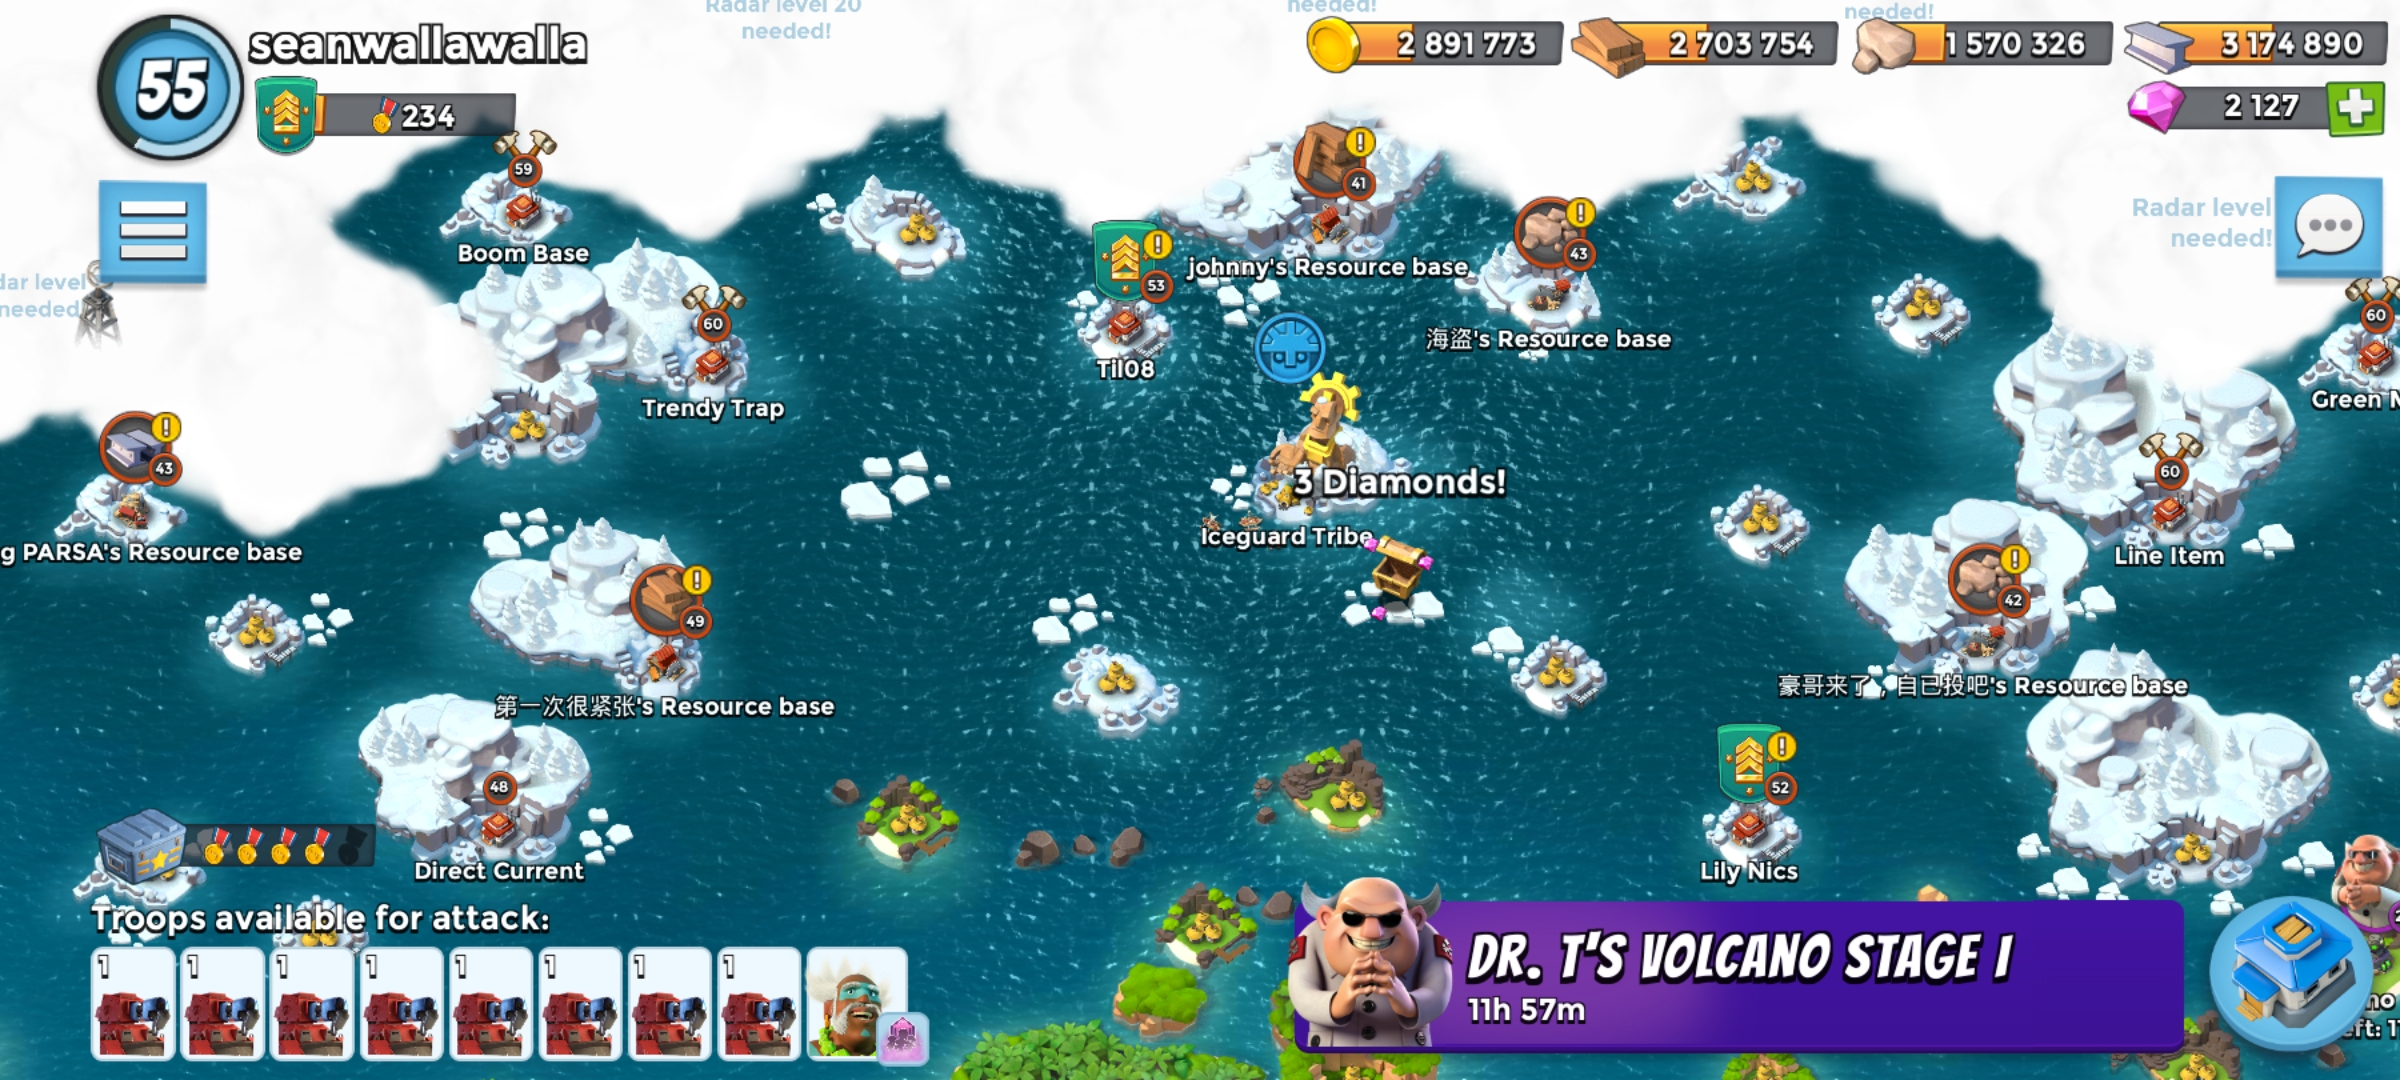 Radar level 20
needed!
needed!
needed!
55
seanwallawalla
234
2 891 773
2 703 754
1 570 326
3 174 890
2 127
59
Boom Base
41
johnny's Resource base
53
Til08
43
海盗's Resource base
Radar level
needed!
dar level
needed!
60
Trendy Trap
60
Green
43
g PARSA's Resource base
3 Diamonds!
Iceguard Tribe
60
Line Item
49
第一次很紧张's Resource base
42
豪哥来了，自已投吧's Resource base
48
Direct Current
52
Lily Nics
Troops available for attack:
1
1
1
1
1
1
1
1
DR. T'S VOLCANO STAGE I
11h 57m